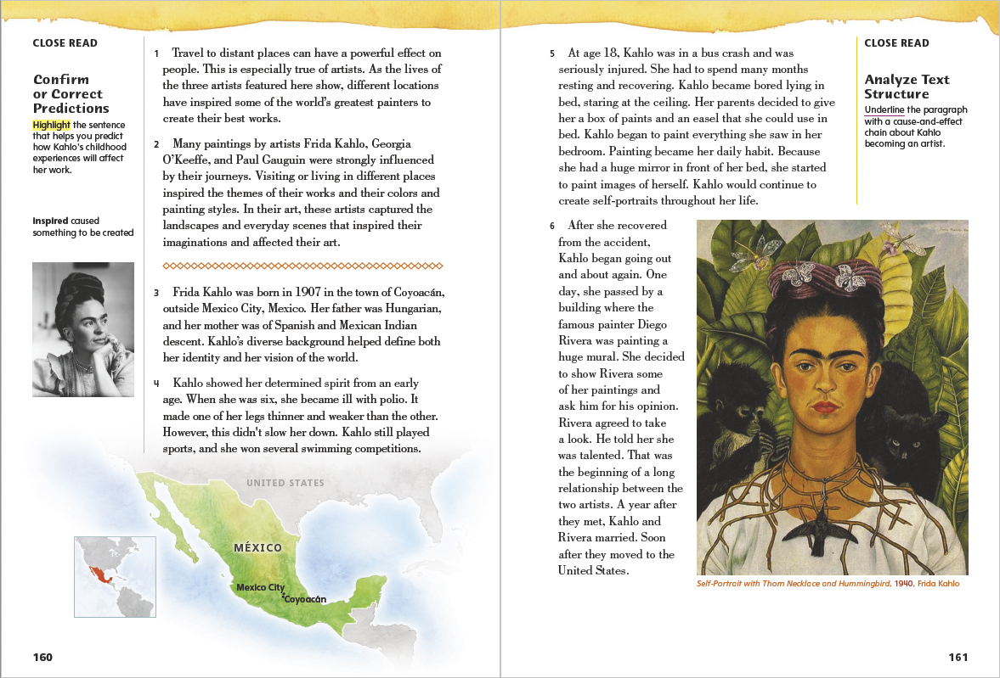 CLOSE READ
Confirm
or Correct
Predictions
Highlight the sentence
that helps you predict
how Kahlo's childhood
experiences will affect
her work.
inspired caused
something to be created
1 Travel to distant places can have a powerful effect on
people. This is especially true of artists. As the lives of
the three artists featured here show, different locations
have inspired some of the world's greatest painters to
create their best works.
2 Many paintings by artists Frida Kahlo, Georgia
O'Keeffe, and Paul Gauguin were strongly influenced
by their journeys. Visiting or living in different places
inspired the themes of their works and their colors and
painting styles. In their art, these artists captured the
landscapes and everyday scenes that inspired their
imaginations and affected their art.
3 Frida Kahlo was born in 1907 in the town of Coyoacán,
outside Mexico City, Mexico. Her father was Hungarian,
and her mother was of Spanish and Mexican Indian
descent. Kahlo's diverse background helped define both
her identity and her vision of the world.
4 Kahlo showed her determined spirit from an early
age. When she was six, she became ill with polio. It
made one of her legs thinner and weaker than the other.
However, this didn't slow her down. Kahlo still played
sports, and she won several swimming competitions.
UNITED STATES
MÉXICO
Mexico City
Coyoacán
160
5 At age 18, Kahlo was in a bus crash and was
seriously injured. She had to spend many months
resting and recovering. Kahlo became bored lying in
bed, staring at the ceiling. Her parents decided to give
her a box of paints and an easel that she could use in
bed. Kahlo began to paint everything she saw in her
bedroom. Painting became her daily habit. Because
she had a huge mirror in front of her bed, she started
to paint images of herself. Kahlo would continue to
create self-portraits throughout her life.
6 After she recovered
from the accident,
Kahlo began going out
and about again. One
day, she passed by a
building where the
famous painter Diego
Rivera was painting a
huge mural. She decided
to show Rivera some
of her paintings and
ask him for his opinion.
Rivera agreed to take
a look. He told her she
was talented. That was
the beginning of a long
relationship between the
two artists. A year after
they met, Kahlo and
Rivera married. Soon
after they moved to the
United States.
CLOSE READ
Analyze Text
Structure
Underline the paragraph
with a cause-and-effect
chain about Kahlo
becoming an artist.
Self-Portrait with Thorn Necklace and Hummingbird, 1940, Frida Kahlo
161